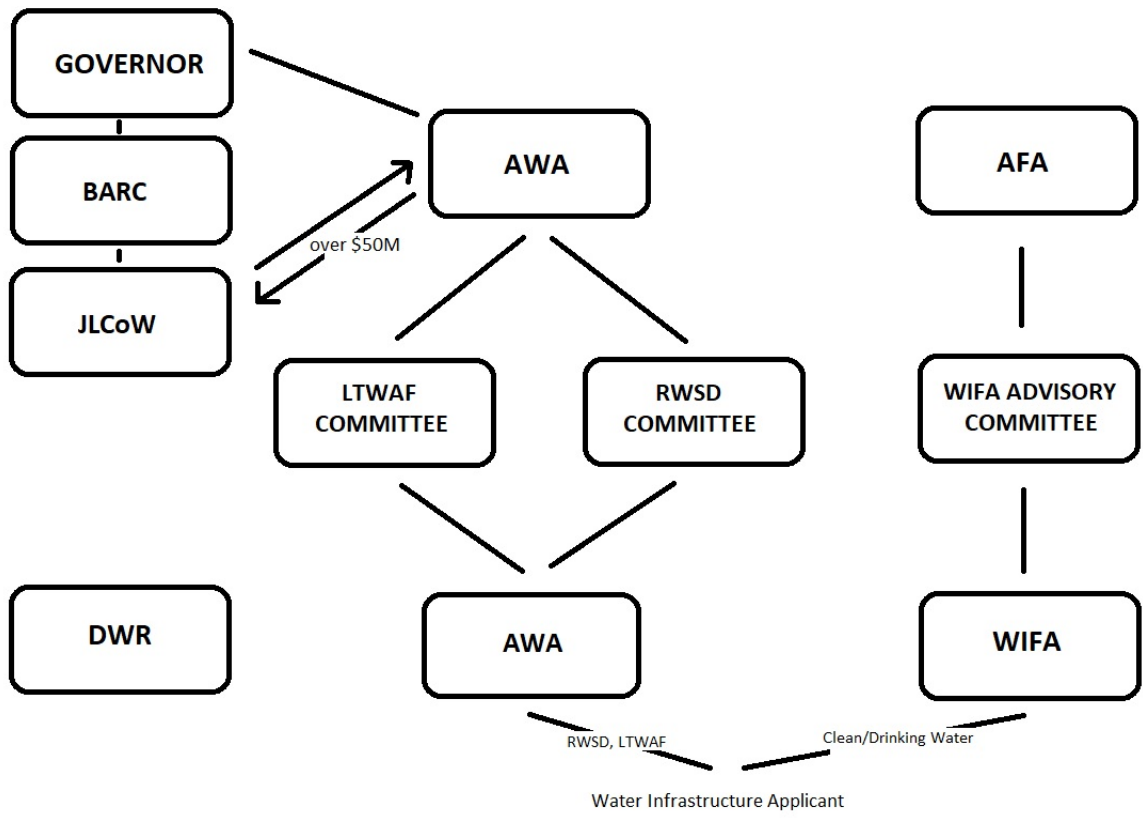 GOVERNOR
BARC
JLCoW
AWA
AFA
over $50M
LTWAF
COMMITTEE
RWSD
COMMITTEE
WIFA ADVISORY
COMMITTEE
DWR
AWA
WIFA
RWSD, LTWAF
Clean/Drinking Water
Water Infrastructure Applicant